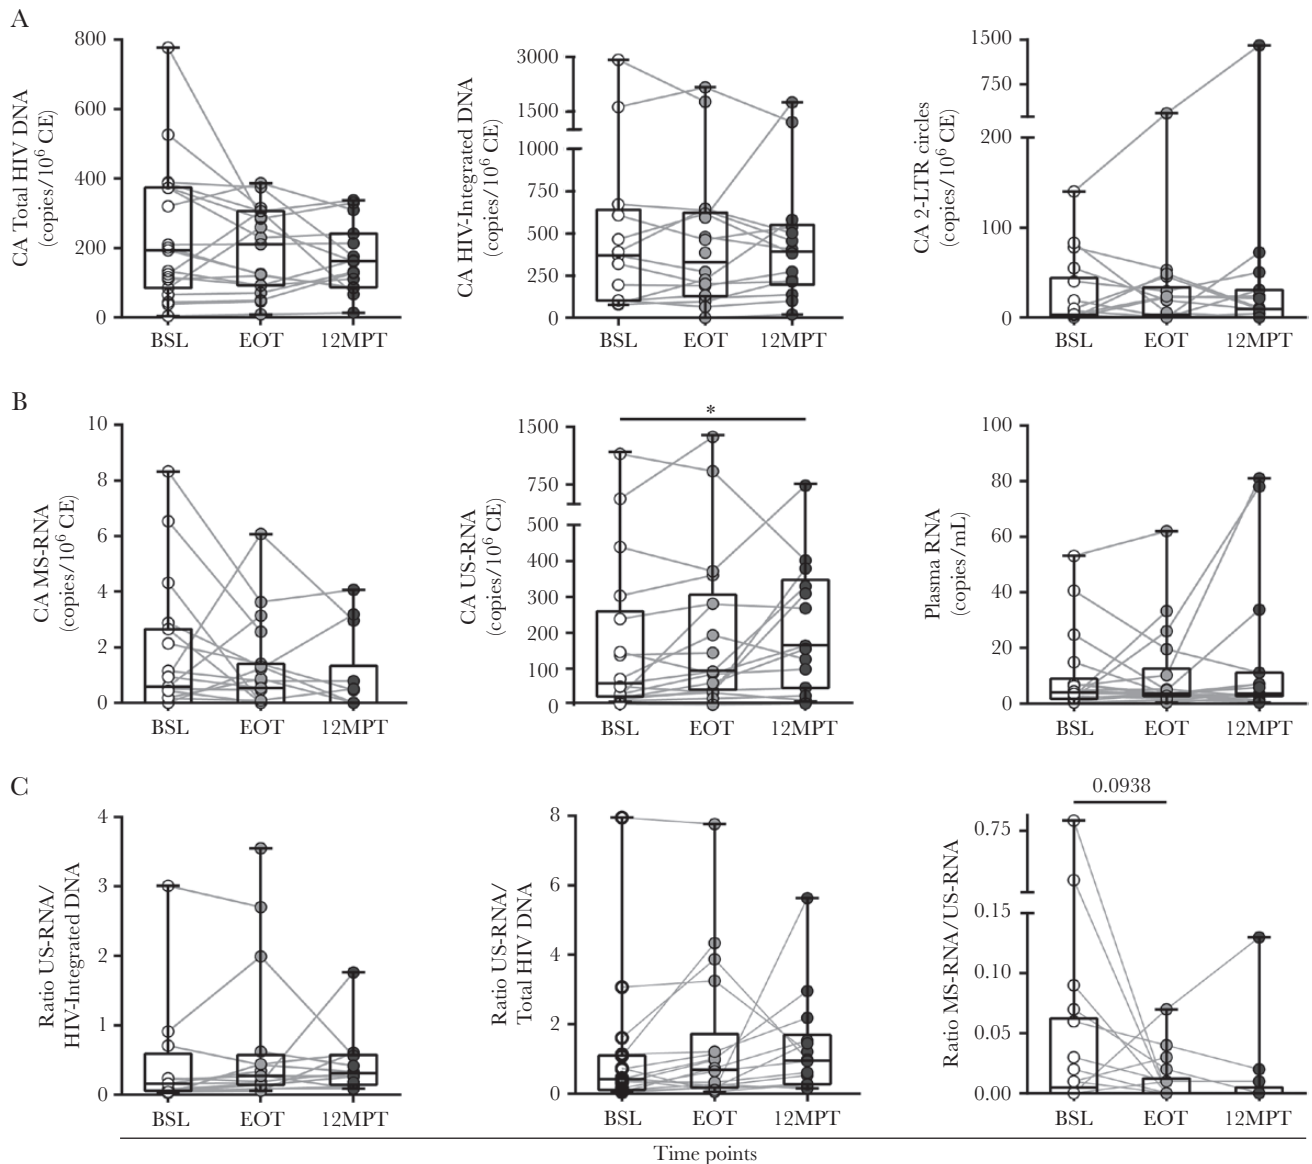 A
CA Total HIV DNA
(copies/10⁶ CE)
800
600
400
200
0
BSL EOT 12MPT
CA HIV-Integrated DNA
(copies/10⁶ CE)
3000
1500
1000
750
500
250
0
BSL EOT 12MPT
CA 2-LTR circles
(copies/10⁶ CE)
1500
750
200
100
0
BSL EOT 12MPT
B
CA MS-RNA
(copies/10⁶ CE)
10
8
6
4
2
0
BSL EOT 12MPT
CA US-RNA
(copies/10⁶ CE)
*
1500
750
500
400
300
200
100
0
BSL EOT 12MPT
Plasma RNA
(copies/mL)
100
80
60
40
20
0
BSL EOT 12MPT
C
Ratio US-RNA/
HIV-Integrated DNA
4
3
2
1
0
BSL EOT 12MPT
Ratio US-RNA/
Total HIV DNA
8
6
4
2
0
BSL EOT 12MPT
Ratio MS-RNA/US-RNA
0.0938
0.75
0.15
0.10
0.05
0.00
BSL EOT 12MPT
Time points